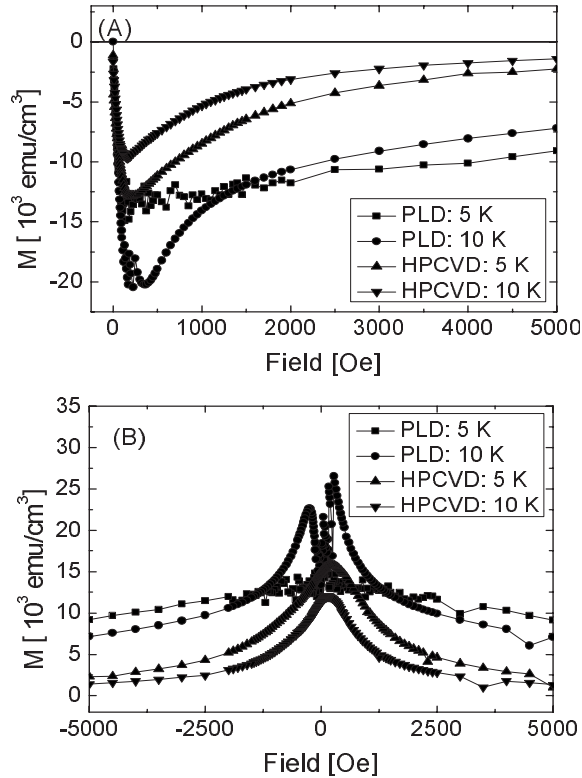 (A)
0
-5
-10
-15
-20
M [ 10³ emu/cm³]
PLD: 5 K
PLD: 10 K
HPCVD: 5 K
HPCVD: 10 K
0 1000 2000 3000 4000 5000
Field [Oe]
(B)
35
30
25
20
15
10
5
0
M [ 10³ emu/cm³]
PLD: 5 K
PLD: 10 K
HPCVD: 5 K
HPCVD: 10 K
-5000 -2500 0 2500 5000
Field [Oe]